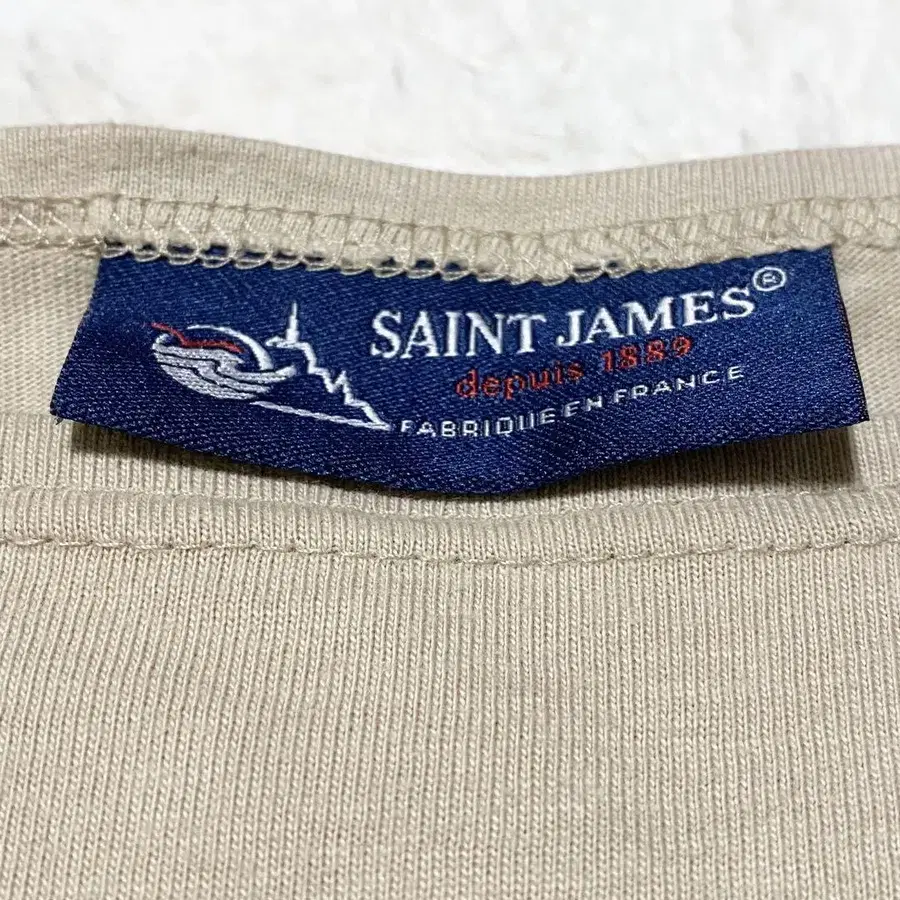 SAINT JAMES®
depuis 1889
FABRIQUE EN FRANCE